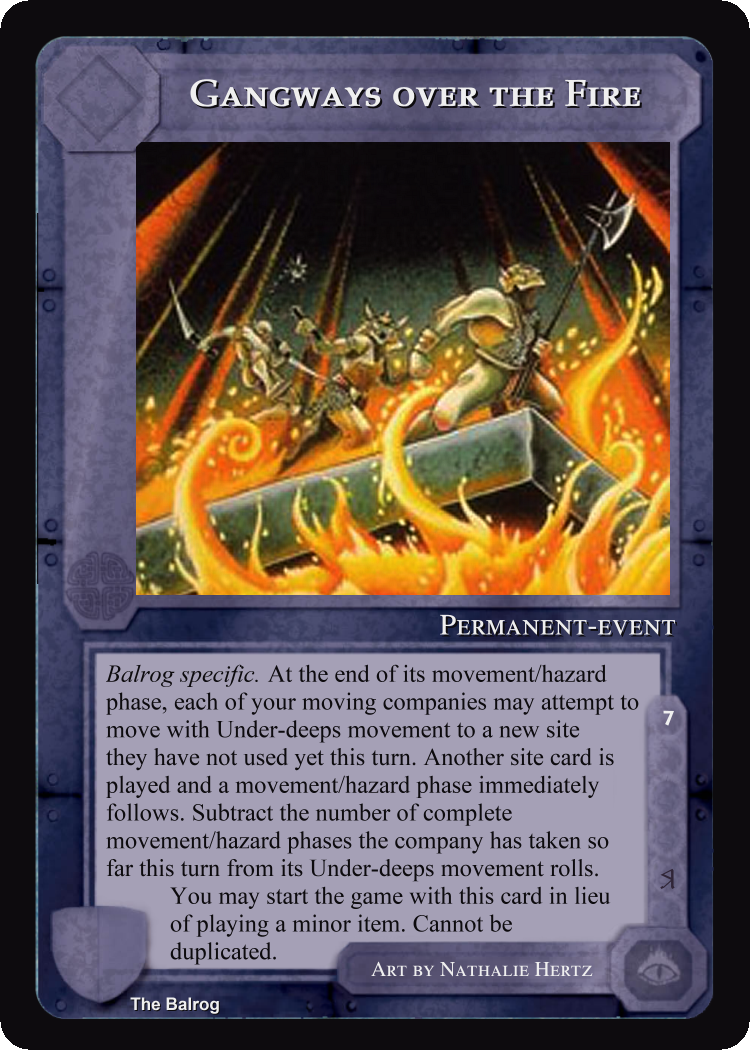 Gangways over the Fire
Permanent-event
Balrog specific. At the end of its movement/hazard
phase, each of your moving companies may attempt to
move with Under-deeps movement to a new site
they have not used yet this turn. Another site card is
played and a movement/hazard phase immediately
follows. Subtract the number of complete
movement/hazard phases the company has taken so
far this turn from its Under-deeps movement rolls.
You may start the game with this card in lieu
of playing a minor item. Cannot be
duplicated.
7
Art by Nathalie Hertz
The Balrog